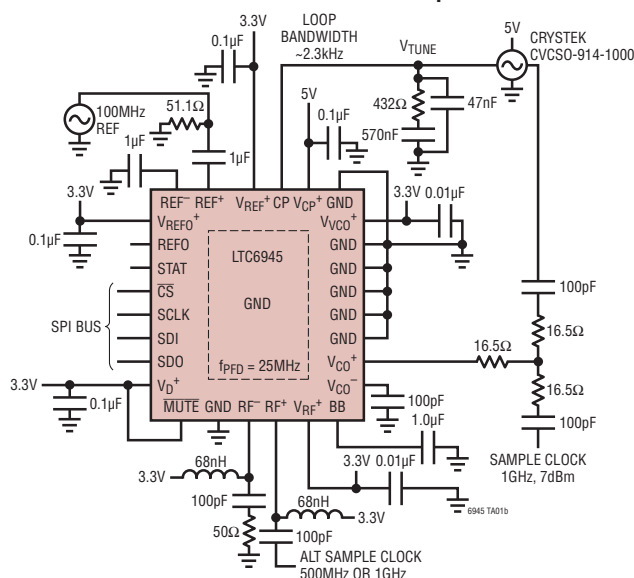 3.3V
LOOP
BANDWIDTH
~2.3kHz
5V
CRYSTEK
CVCSO-914-1000
VTUNE
0.1µF
100MHz
REF
51.1Ω
5V
432Ω
47nF
0.1µF
570nF
1µF
1µF
3.3V
REF– REF+ VREF+ CP VCP+ GND
3.3V 0.01µF
VREFO+
VVCO+
0.1µF
REFO
GND
STAT
LTC6945
GND
100pF
CS
GND
GND
SCLK
GND
16.5Ω
SPI BUS
SDI
GND
16.5Ω
SDO
fPFD = 25MHz
VCO+
16.5Ω
3.3V
VD+
VCO–
0.1µF
MUTE GND RF– RF+ VRF+ BB
100pF
100pF
1.0µF
68nH
3.3V
3.3V 0.01µF
SAMPLE CLOCK
1GHz, 7dBm
100pF
68nH
3.3V
6945 TA01b
50Ω
100pF
ALT SAMPLE CLOCK
500MHz OR 1GHz